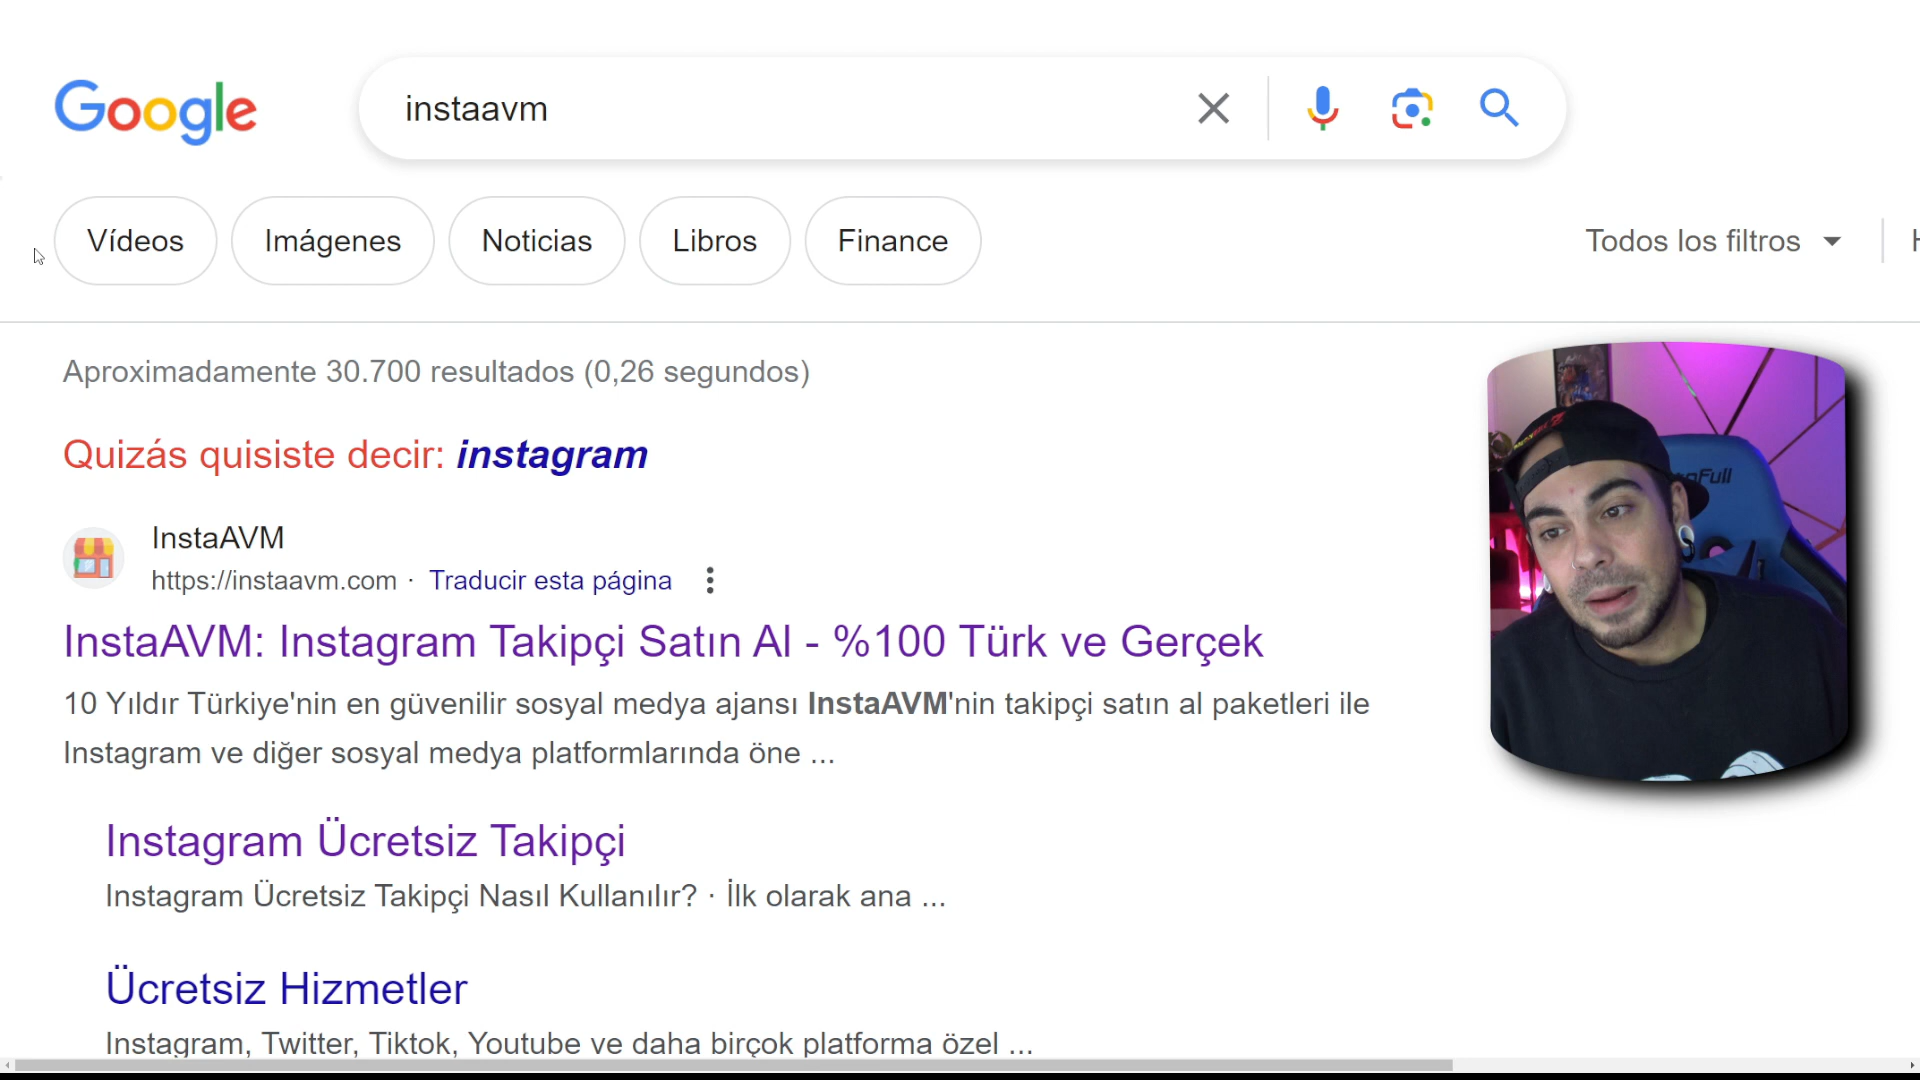 Google
instaavm
Vídeos
Imágenes
Noticias
Libros
Finance
Todos los filtros
Aproximadamente 30.700 resultados (0,26 segundos)
Quizás quisiste decir: instagram
InstaAVM
https://instaavm.com · Traducir esta página
InstaAVM: Instagram Takipçi Satın Al - %100 Türk ve Gerçek
10 Yıldır Türkiye'nin en güvenilir sosyal medya ajansı InstaAVM'nin takipçi satın al paketleri ile
Instagram ve diğer sosyal medya platformlarında öne ...
Instagram Ücretsiz Takipçi
Instagram Ücretsiz Takipçi Nasıl Kullanılır? · İlk olarak ana ...
Ücretsiz Hizmetler
Instagram, Twitter, Tiktok, Youtube ve daha birçok platforma özel ...